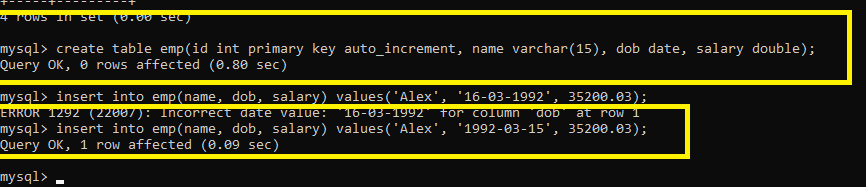 +-----+---------+
4 rows in set (0.00 sec)
mysql> create table emp(id int primary key auto_increment, name varchar(15), dob date, salary double);
Query OK, 0 rows affected (0.80 sec)
mysql> insert into emp(name, dob, salary) values('Alex', '16-03-1992', 35200.03);
ERROR 1292 (22007): Incorrect date value: '16-03-1992' for column 'dob' at row 1
mysql> insert into emp(name, dob, salary) values('Alex', '1992-03-15', 35200.03);
Query OK, 1 row affected (0.09 sec)
mysql>